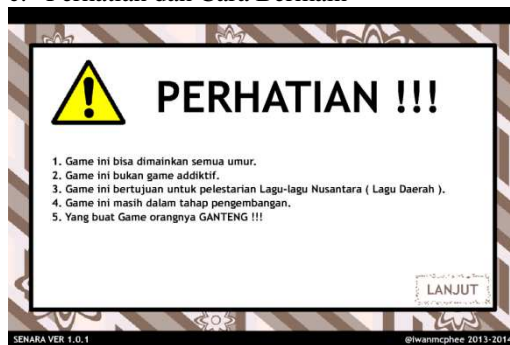 PERHATIAN !!!
1. Game ini bisa dimainkan semua umur.
2. Game ini bukan game addiktif.
3. Game ini bertujuan untuk pelestarian Lagu-lagu Nusantara ( Lagu Daerah ).
4. Game ini masih dalam tahap pengembangan.
5. Yang buat Game orangnya GANTENG !!!
LANJUT
SENARA VER 1.0.1
@Iwanmcphee 2013-2014